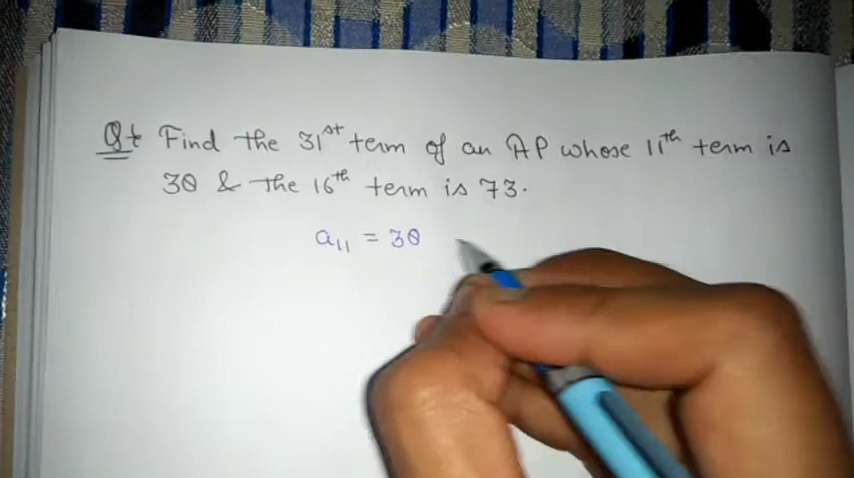 Qt Find the 31st term of an AP whose 11th term is
38 & the 16th term is 73.
a11 = 38